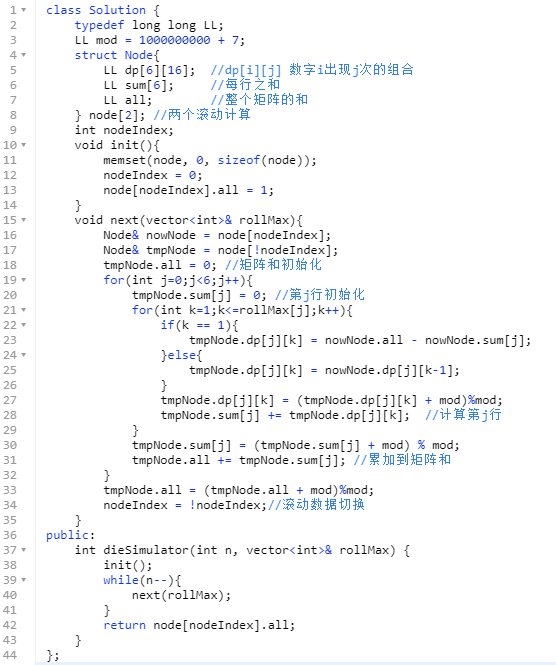 1 class Solution {
2     typedef long long LL;
3     LL mod = 1000000000 + 7;
4     struct Node{
5         LL dp[6][16];  //dp[i][j] 数字i出现j次的组合
6         LL sum[6];     //每行之和
7         LL all;        //整个矩阵的和
8     } node[2]; //两个滚动计算
9     int nodeIndex;
10     void init(){
11         memset(node, 0, sizeof(node));
12         nodeIndex = 0;
13         node[nodeIndex].all = 1;
14     }
15     void next(vector<int>& rollMax){
16         Node& nowNode = node[nodeIndex];
17         Node& tmpNode = node[!nodeIndex];
18         tmpNode.all = 0; //矩阵和初始化
19         for(int j=0;j<6;j++){
20             tmpNode.sum[j] = 0; //第j行初始化
21             for(int k=1;k<=rollMax[j];k++){
22                 if(k == 1){
23                     tmpNode.dp[j][k] = nowNode.all - nowNode.sum[j];
24                 }else{
25                     tmpNode.dp[j][k] = nowNode.dp[j][k-1];
26                 }
27                 tmpNode.dp[j][k] = (tmpNode.dp[j][k] + mod)%mod;
28                 tmpNode.sum[j] += tmpNode.dp[j][k];  //计算第j行
29             }
30             tmpNode.sum[j] = (tmpNode.sum[j] + mod) % mod;
31             tmpNode.all += tmpNode.sum[j]; //累加到矩阵和
32         }
33         tmpNode.all = (tmpNode.all + mod)%mod;
34         nodeIndex = !nodeIndex;//滚动数据切换
35     }
36 public:
37     int dieSimulator(int n, vector<int>& rollMax) {
38         init();
39         while(n--){
40             next(rollMax);
41         }
42         return node[nodeIndex].all;
43     }
44 };